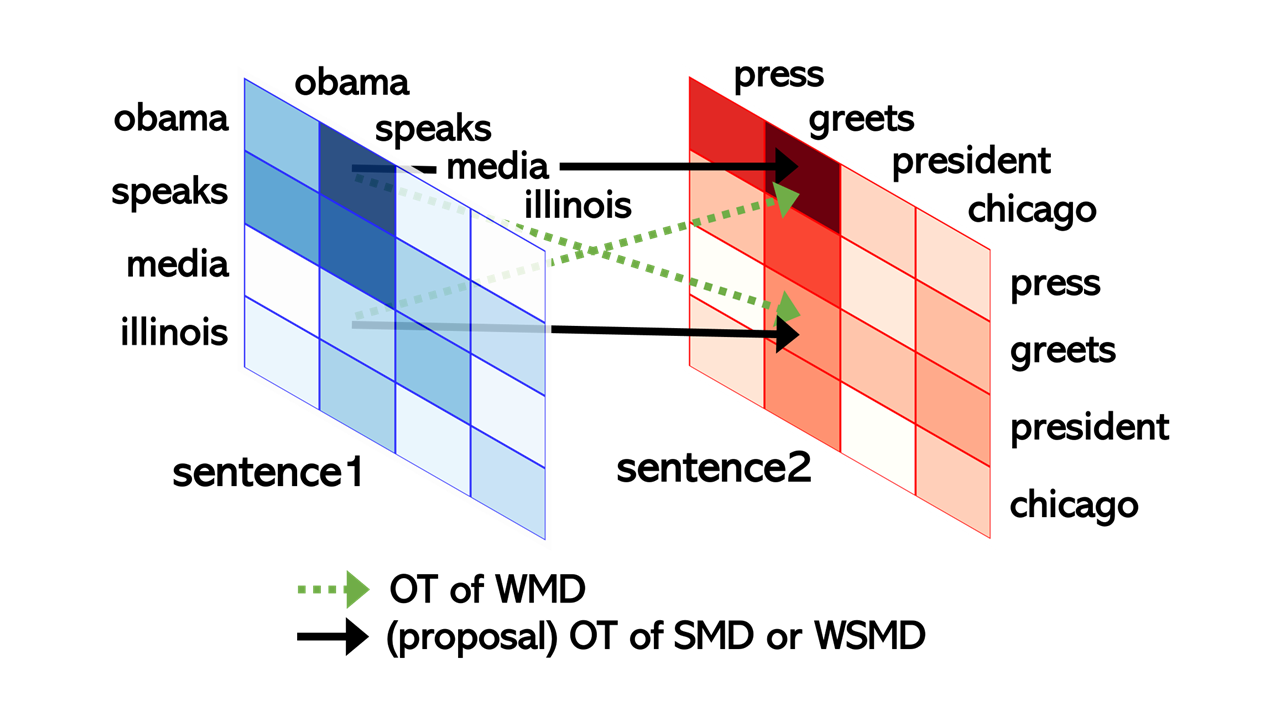 obama
speaks
media
illinois
obama
speaks
media
illinois
sentence1
press
greets
president
chicago
press
greets
president
chicago
sentence2
OT of WMD
(proposal) OT of SMD or WSMD